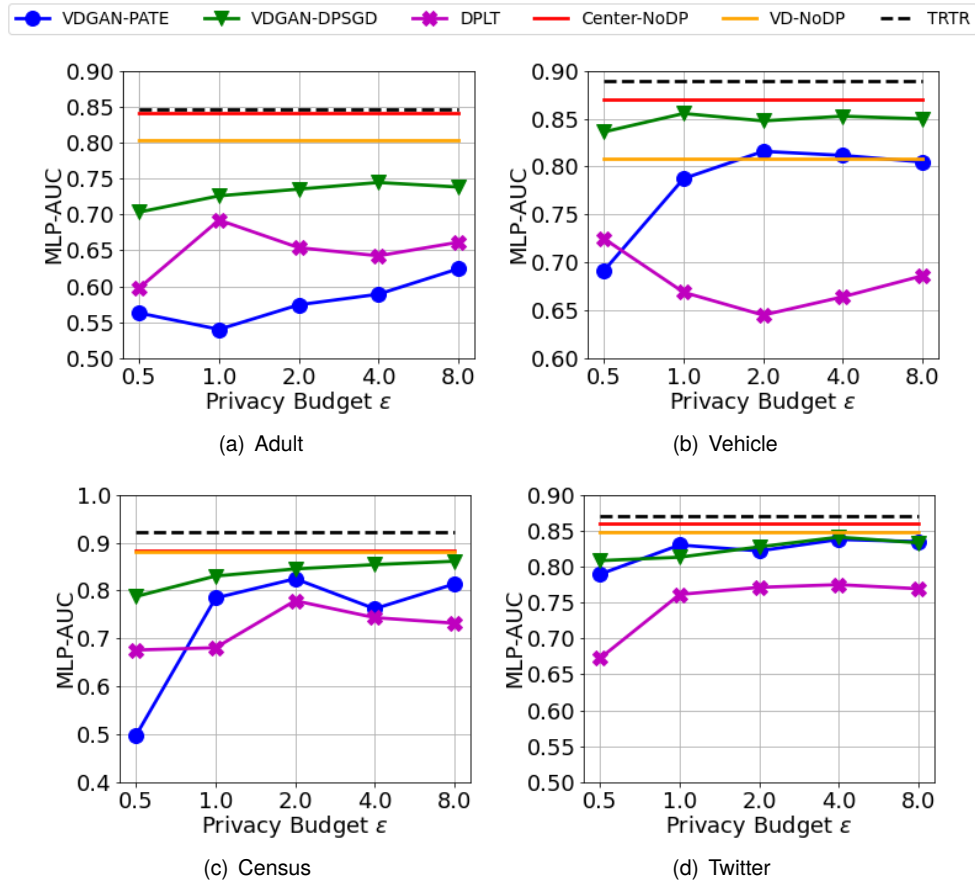 VDGAN-PATE VDGAN-DPSGD DPLT Center-NoDP VD-NoDP TRTR
0.90
0.85
0.80
0.75
0.70
0.65
0.60
0.55
0.50
MLP-AUC
0.5 1.0 2.0 4.0 8.0
Privacy Budget ε
(a) Adult
0.90
0.85
0.80
0.75
0.70
0.65
0.60
MLP-AUC
0.5 1.0 2.0 4.0 8.0
Privacy Budget ε
(b) Vehicle
1.0
0.9
0.8
0.7
0.6
0.5
0.4
MLP-AUC
0.5 1.0 2.0 4.0 8.0
Privacy Budget ε
(c) Census
0.90
0.85
0.80
0.75
0.70
0.65
0.60
0.55
0.50
MLP-AUC
0.5 1.0 2.0 4.0 8.0
Privacy Budget ε
(d) Twitter